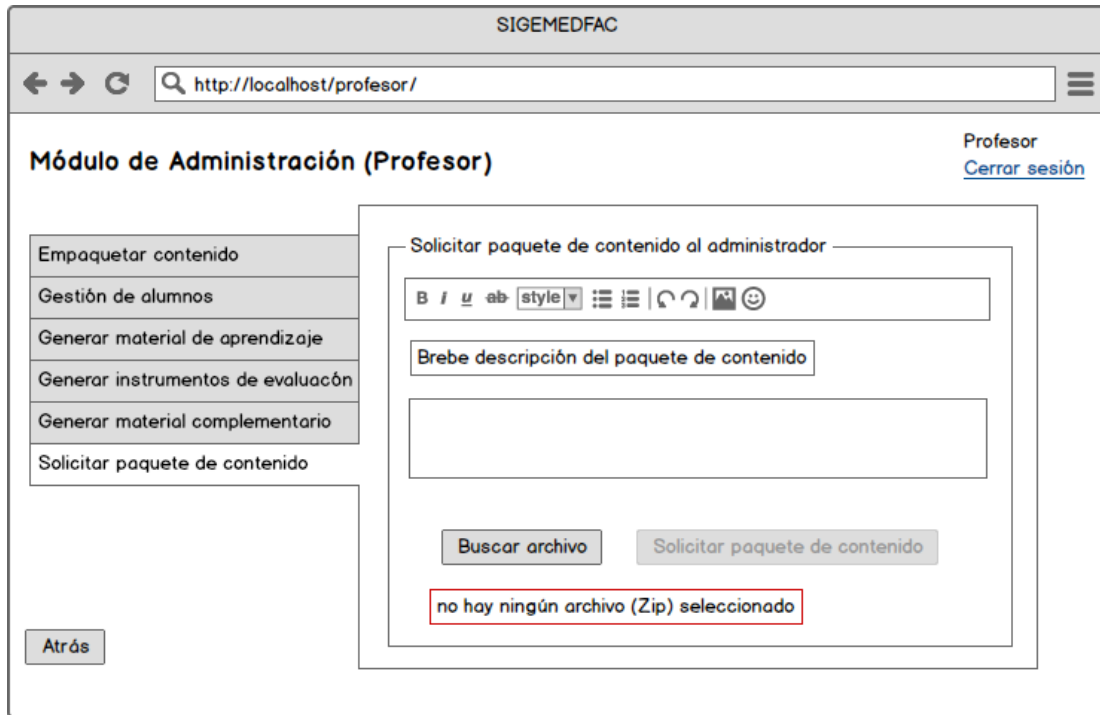 SIGEMEDFAC
http://localhost/profesor/
Profesor
Módulo de Administración (Profesor)
Cerrar sesión
Empaquetar contenido
Gestión de alumnos
Generar material de aprendizaje
Generar instrumentos de evaluacón
Generar material complementario
Solicitar paquete de contenido
Solicitar paquete de contenido al administrador
B i u ab style
Brebe descripción del paquete de contenido
Buscar archivo Solicitar paquete de contenido
no hay ningún archivo (Zip) seleccionado
Atrás